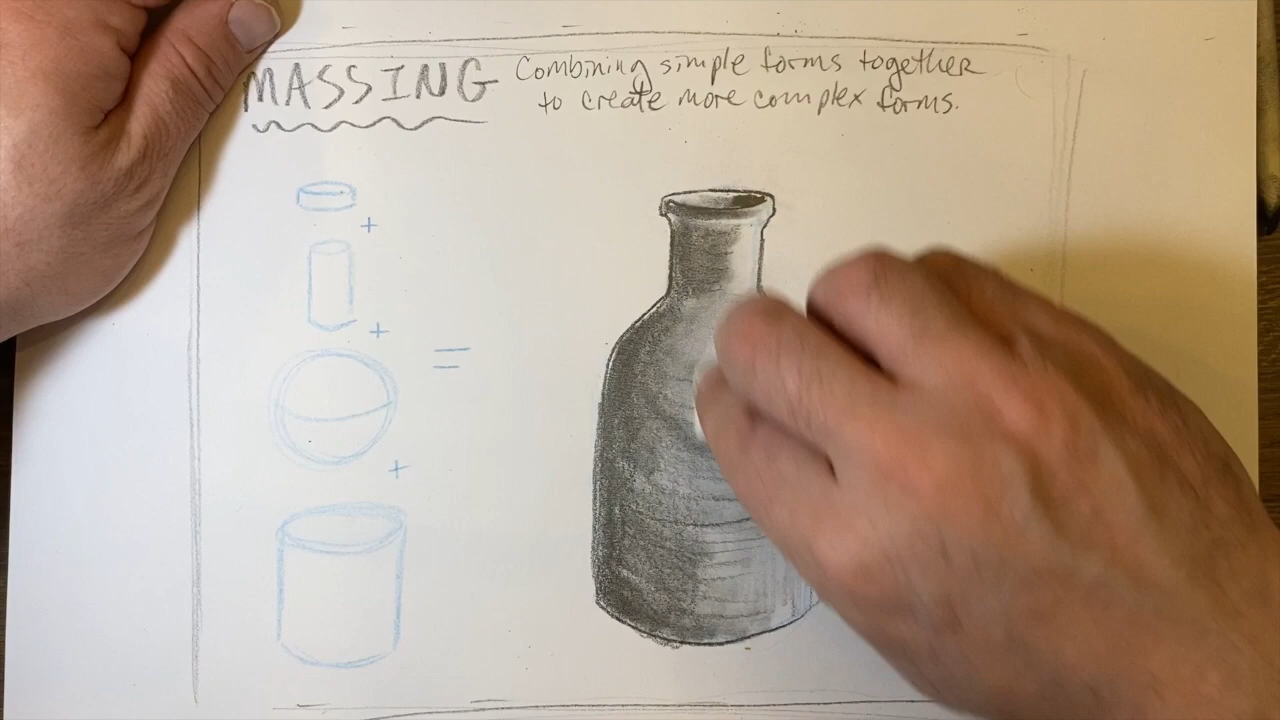 MASSING
Combining simple forms together
to create more complex forms.
+
+
=
+